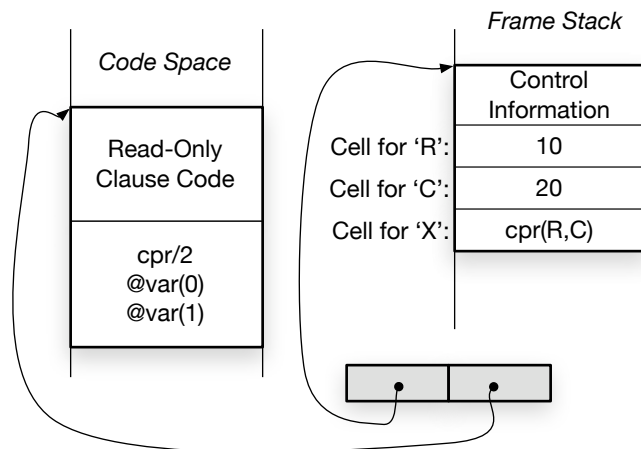 Code Space
Read-Only
Clause Code
cpr/2
@var(0)
@var(1)
Frame Stack
Control
Information
Cell for ‘R’: 10
Cell for ‘C’: 20
Cell for ‘X’: cpr(R,C)